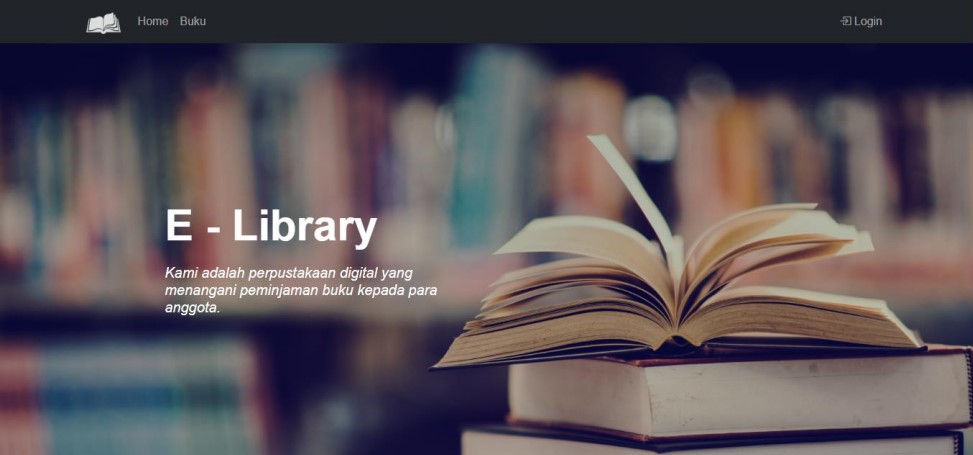 Home Buku Login
E - Library
Kami adalah perpustakaan digital yang
menangani peminjaman buku kepada para
anggota.